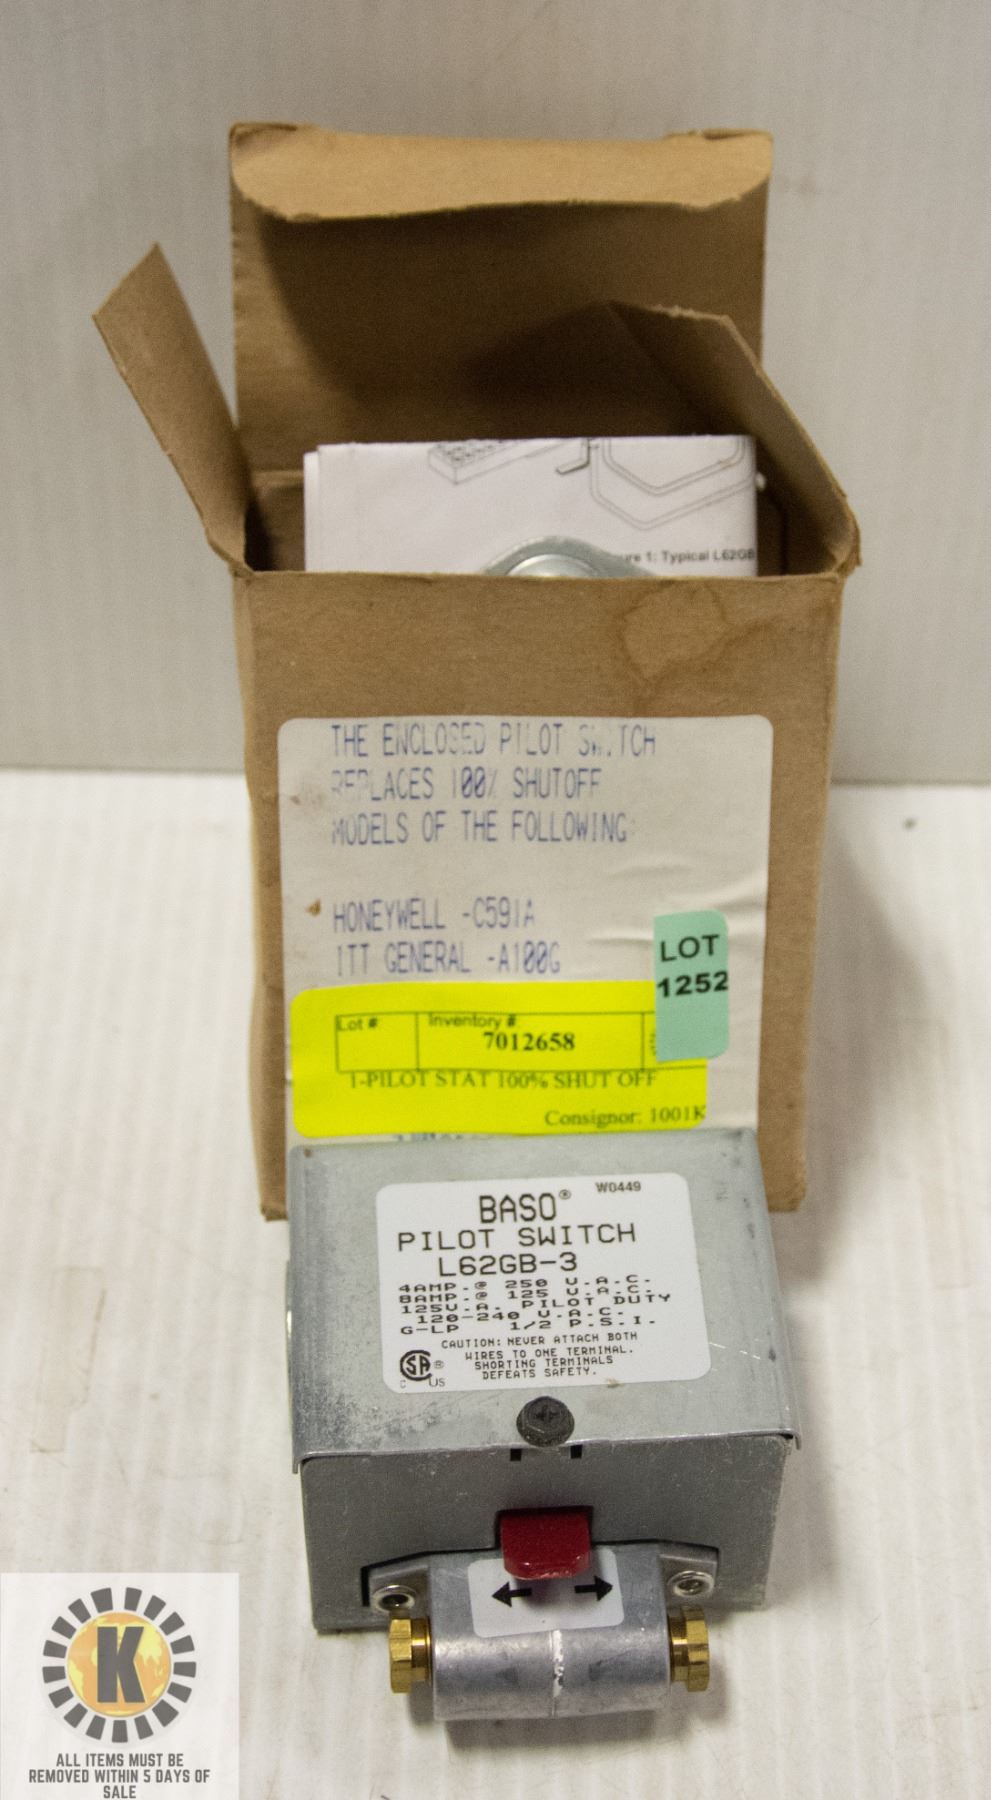 ure 1: Typical L62GB
THE ENCLOSED PILOT SWITCH
REPLACES 100% SHUTOFF
MODELS OF THE FOLLOWING:
HONEYWELL -C591A
ITT GENERAL -A100G
LOT
1252
Lot # Inventory #
7012658
1-PILOT STAT 100% SHUT OFF
Consignor: 1001K
BASO® W0449
PILOT SWITCH
L62GB-3
4AMP.@ 250 V.A.C.
8AMP.@ 125 V.A.C.
125V.A. PILOT DUTY
120-240 V.A.C.
G-LP 1/2 P.S.I.
CAUTION: NEVER ATTACH BOTH
WIRES TO ONE TERMINAL.
SHORTING TERMINALS
DEFEATS SAFETY.
SA®
C US
K
ALL ITEMS MUST BE
REMOVED WITHIN 5 DAYS OF
SALE